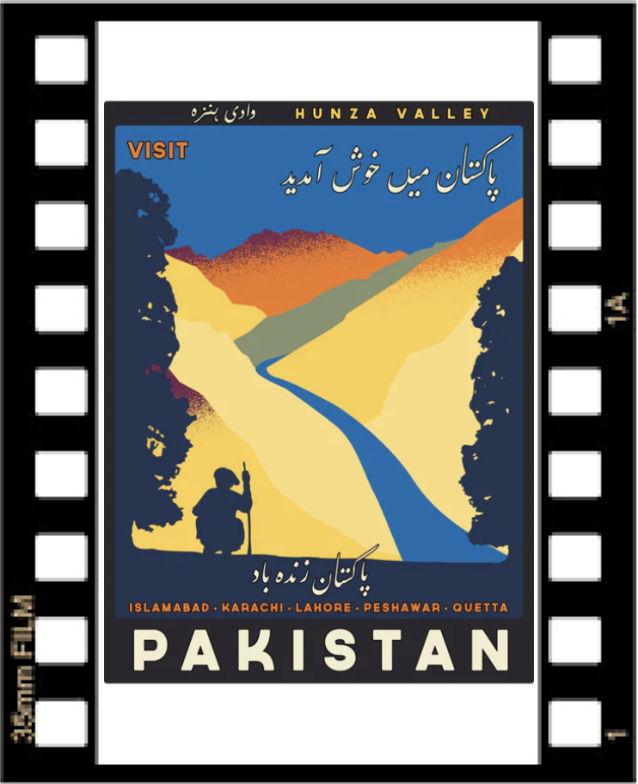 وادی ہنزہ HUNZA VALLEY
VISIT
پاکستان میں خوش آمدید
پاکستان زندہ باد
ISLAMABAD · KARACHI · LAHORE · PESHAWAR · QUETTA
PAKISTAN
35mm FILM
1A
1